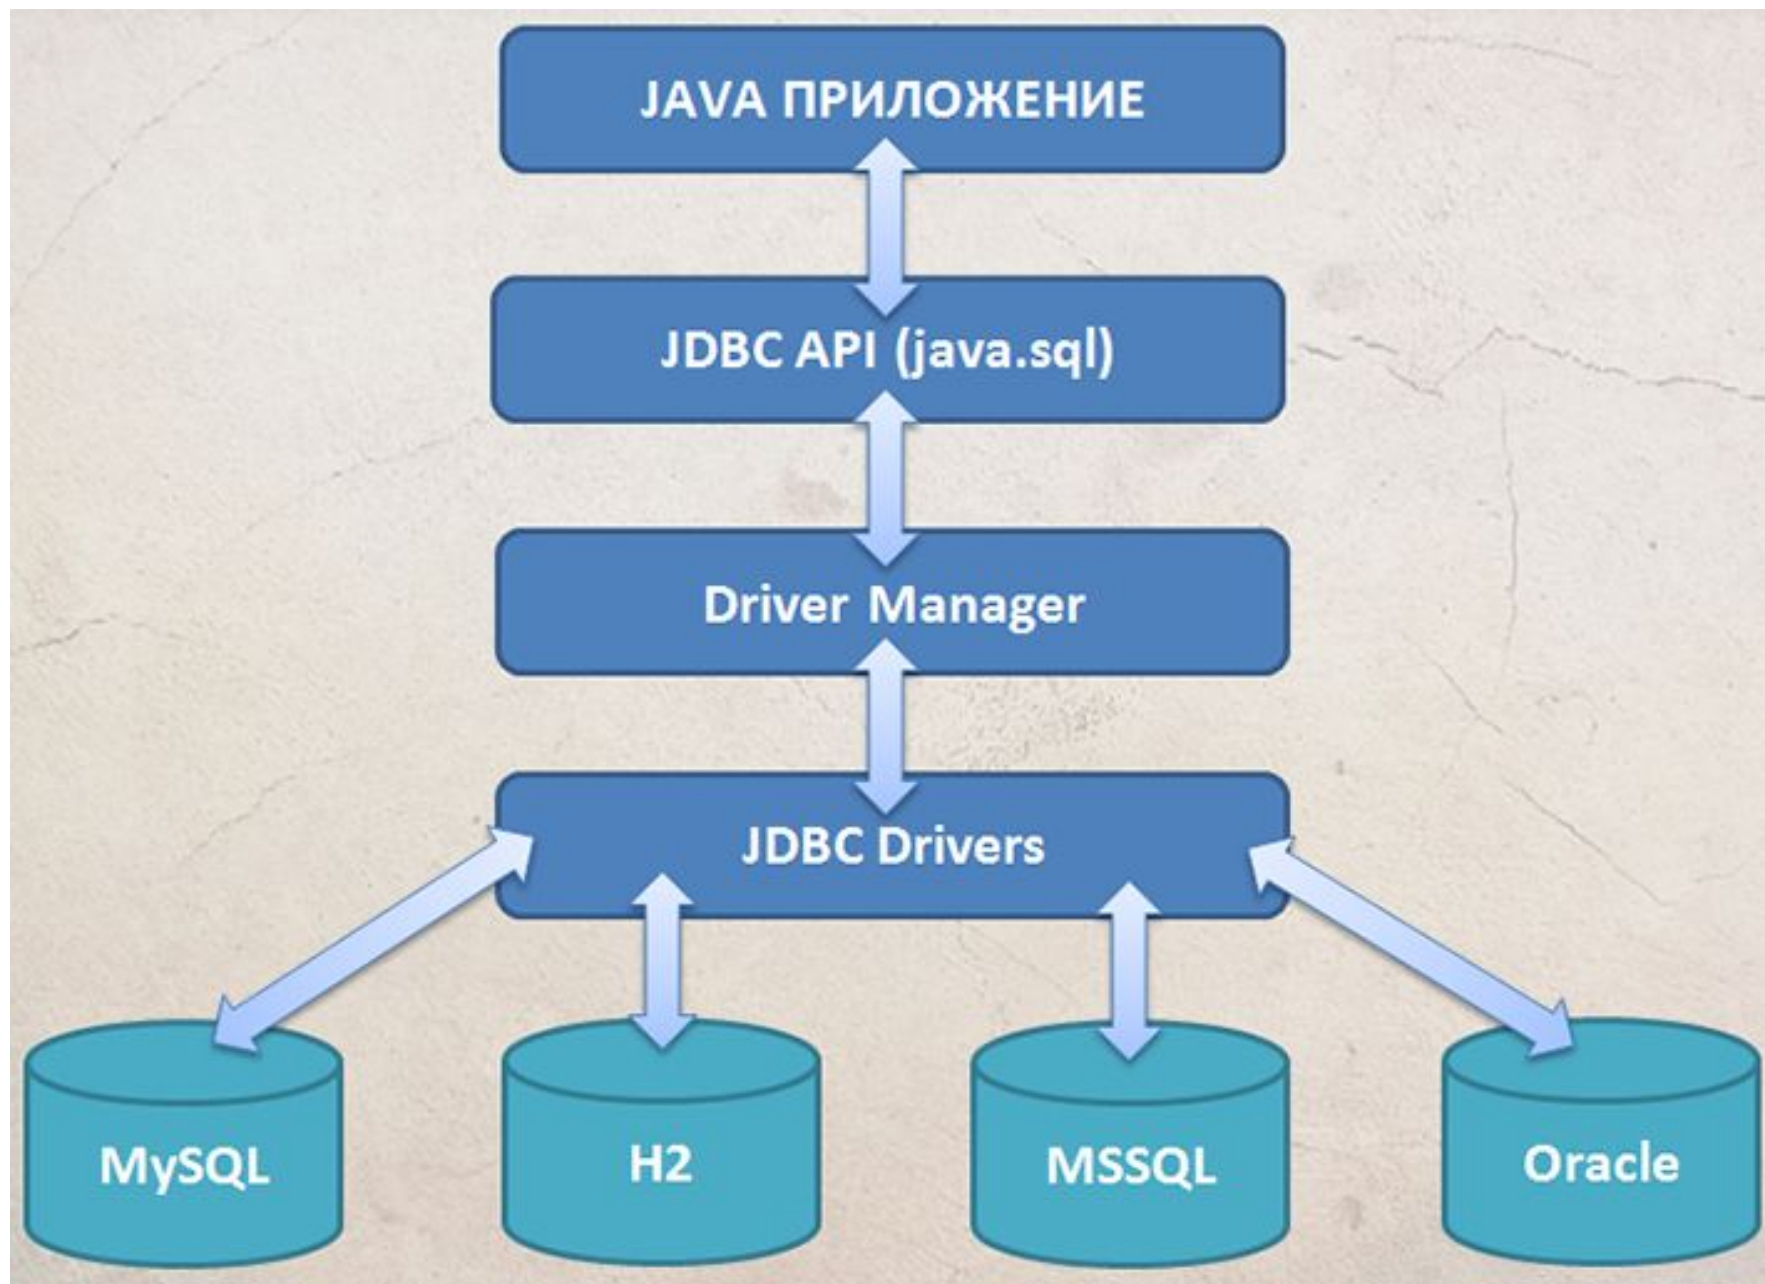 JAVA ПРИЛОЖЕНИЕ
JDBC API (java.sql)
Driver Manager
JDBC Drivers
MySQL
H2
MSSQL
Oracle